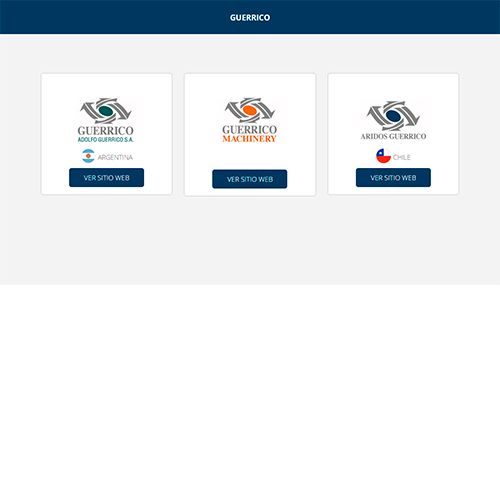 GUERRICO
GUERRICO
ADOLFO GUERRICO S.A.
ARGENTINA
VER SITIO WEB
GUERRICO
MACHINERY
VER SITIO WEB
ARIDOS GUERRICO
CHILE
VER SITIO WEB